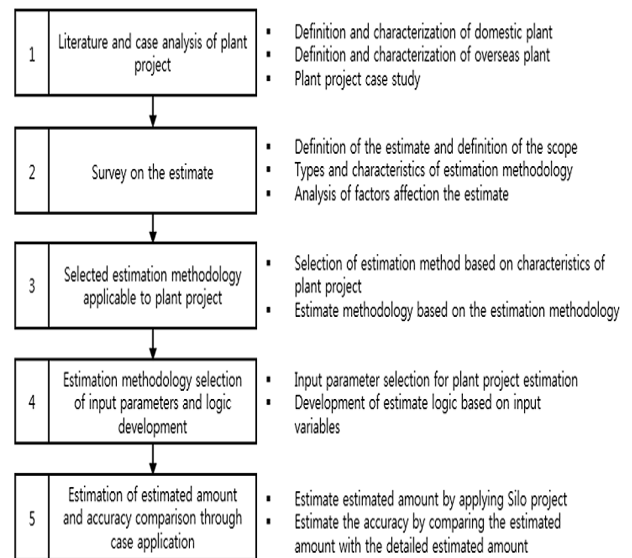 1
Literature and case analysis of plant
project
▪ Definition and characterization of domestic plant
▪ Definition and characterization of overseas plant
▪ Plant project case study
2
Survey on the estimate
▪ Definition of the estimate and definition of the scope
▪ Types and characteristics of estimation methodology
▪ Analysis of factors affection the estimate
3
Selected estimation methodology
applicable to plant project
▪ Selection of estimation method based on characteristics of
plant project
▪ Estimate methodology based on the estimation methodology
4
Estimation methodology selection
of input parameters and logic
development
▪ Input parameter selection for plant project estimation
▪ Development of estimate logic based on input
variables
5
Estimation of estimated amount
and accuracy comparison through
case application
▪ Estimate estimated amount by applying Silo project
▪ Estimate the accuracy by comparing the estimated
amount with the detailed estimated amount